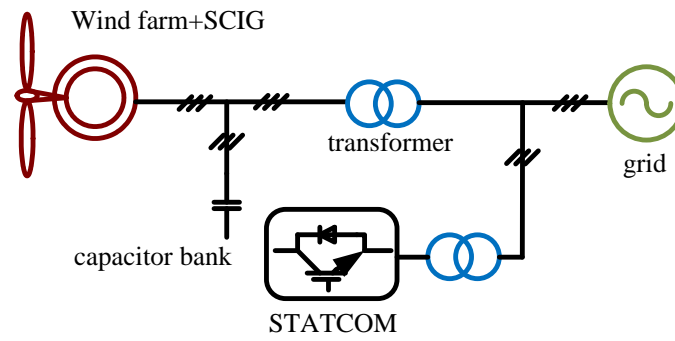 Wind farm+SCIG
transformer
grid
capacitor bank
STATCOM